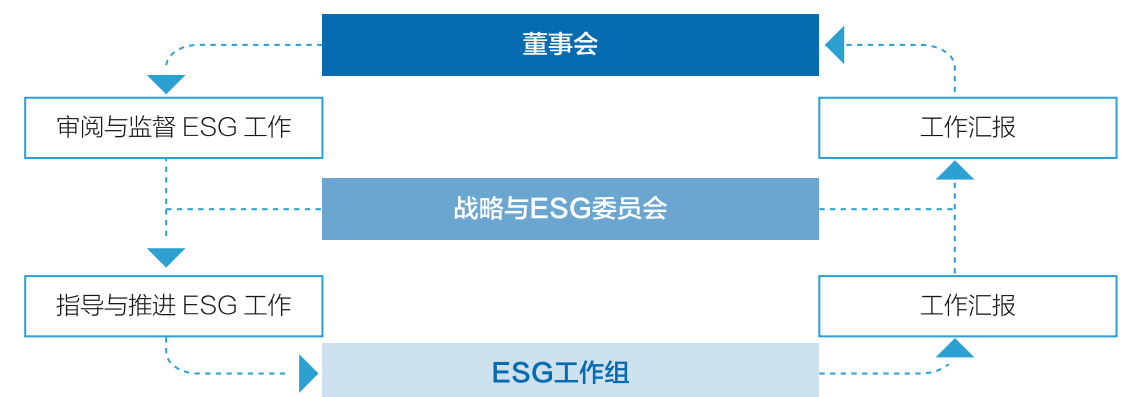 董事会
审阅与监督 ESG 工作
工作汇报
战略与ESG委员会
指导与推进 ESG 工作
工作汇报
ESG工作组